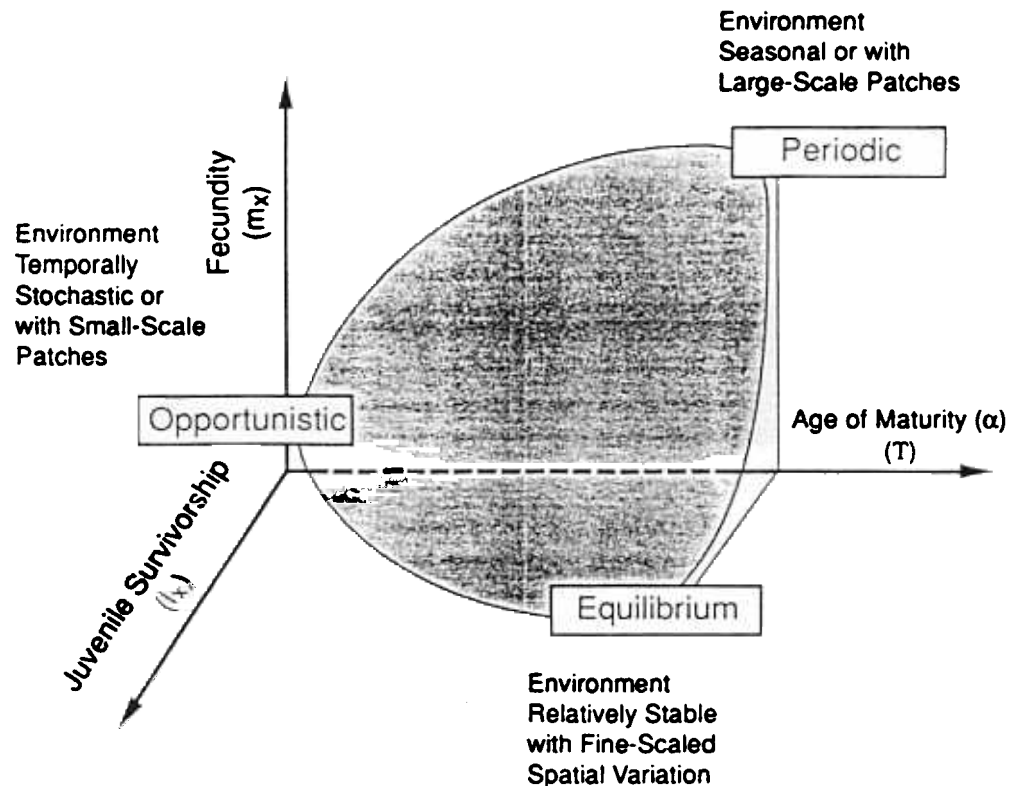 Environment
Seasonal or with
Large-Scale Patches
Periodic
Fecundity
(mx)
Environment
Temporally
Stochastic or
with Small-Scale
Patches
Opportunistic
Age of Maturity (α)
(T)
Juvenile Survivorship
(lx)
Equilibrium
Environment
Relatively Stable
with Fine-Scaled
Spatial Variation